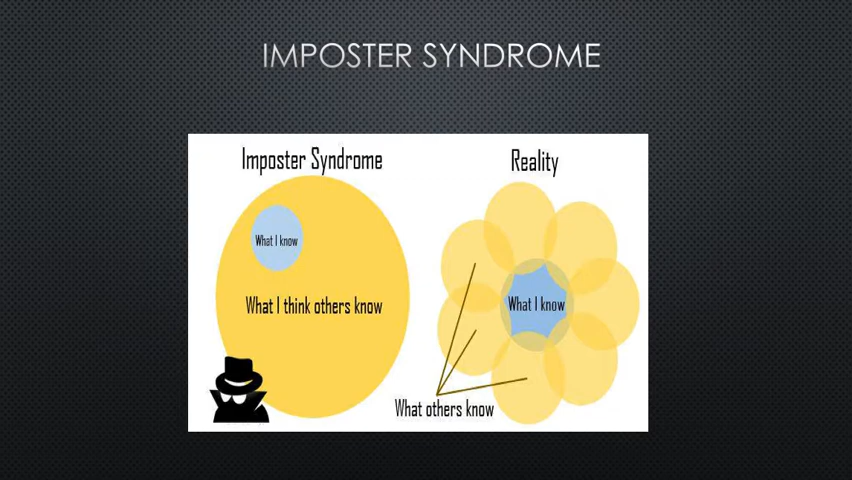 IMPOSTER SYNDROME
Imposter Syndrome
What I know
What I think others know
Reality
What I know
What others know